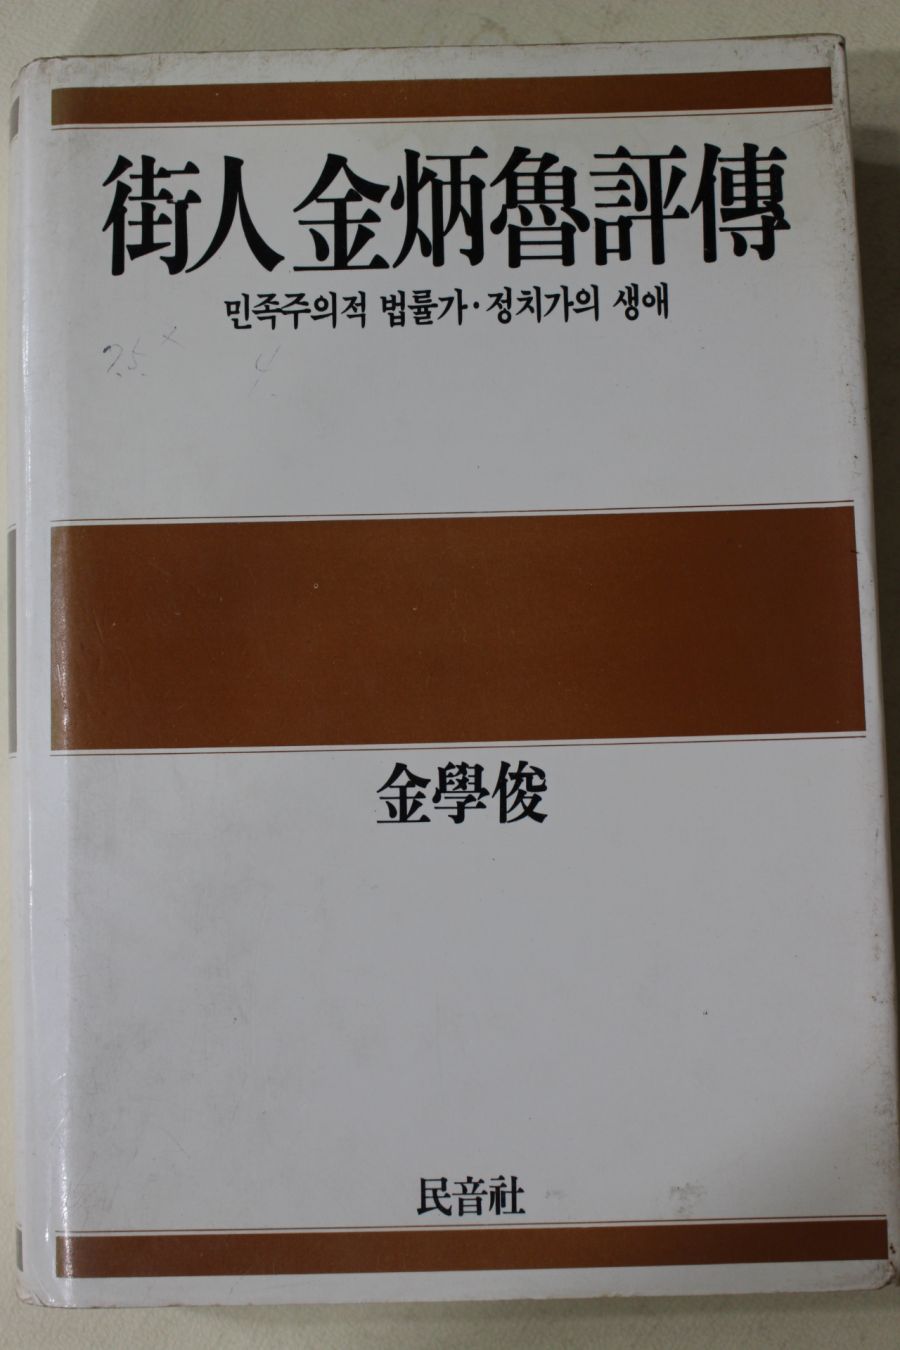 街人 金炳魯評傳
민족주의적 법률가·정치가의 생애
金學俊
民音社